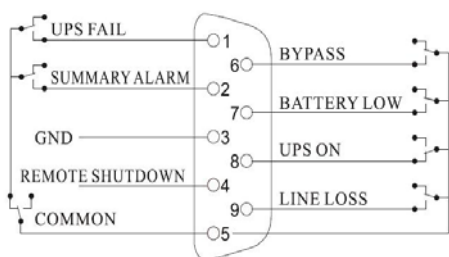 UPS FAIL
1
BYPASS
6
SUMMARY ALARM
2
BATTERY LOW
7
GND
3
UPS ON
8
REMOTE SHUTDOWN
4
LINE LOSS
9
COMMON
5